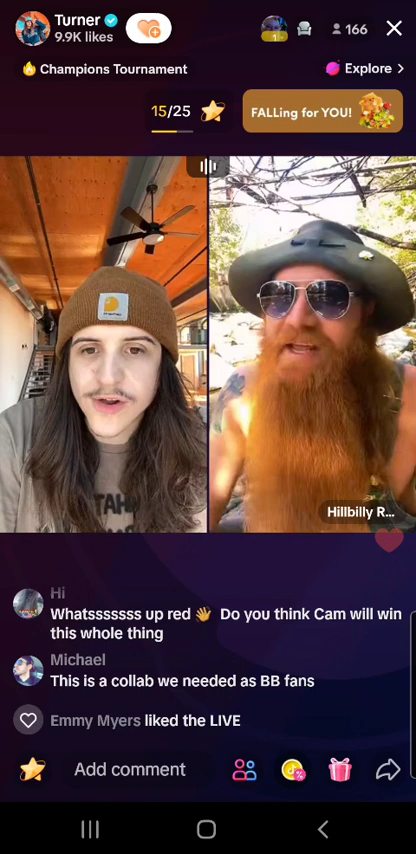 Turner
9.9K likes
1
166
Champions Tournament
Explore >
15/25
FALLing for YOU!
Hillbilly R...
Hi
Whatsssssss up red 👋 Do you think Cam will win
this whole thing
Michael
This is a collab we needed as BB fans
Emmy Myers liked the LIVE
Add comment